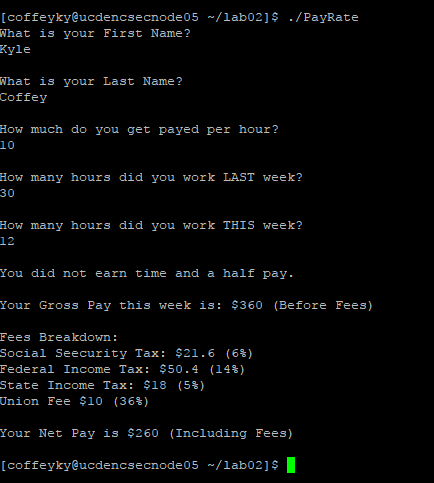 [coffeyky@ucdencsecnode05 ~/lab02]$ ./PayRate
What is your First Name?
Kyle
What is your Last Name?
Coffey
How much do you get payed per hour?
10
How many hours did you work LAST week?
30
How many hours did you work THIS week?
12
You did not earn time and a half pay.
Your Gross Pay this week is: $360 (Before Fees)
Fees Breakdown:
Social Seecurity Tax: $21.6 (6%)
Federal Income Tax: $50.4 (14%)
State Income Tax: $18 (5%)
Union Fee $10 (36%)
Your Net Pay is $260 (Including Fees)
[coffeyky@ucdencsecnode05 ~/lab02]$